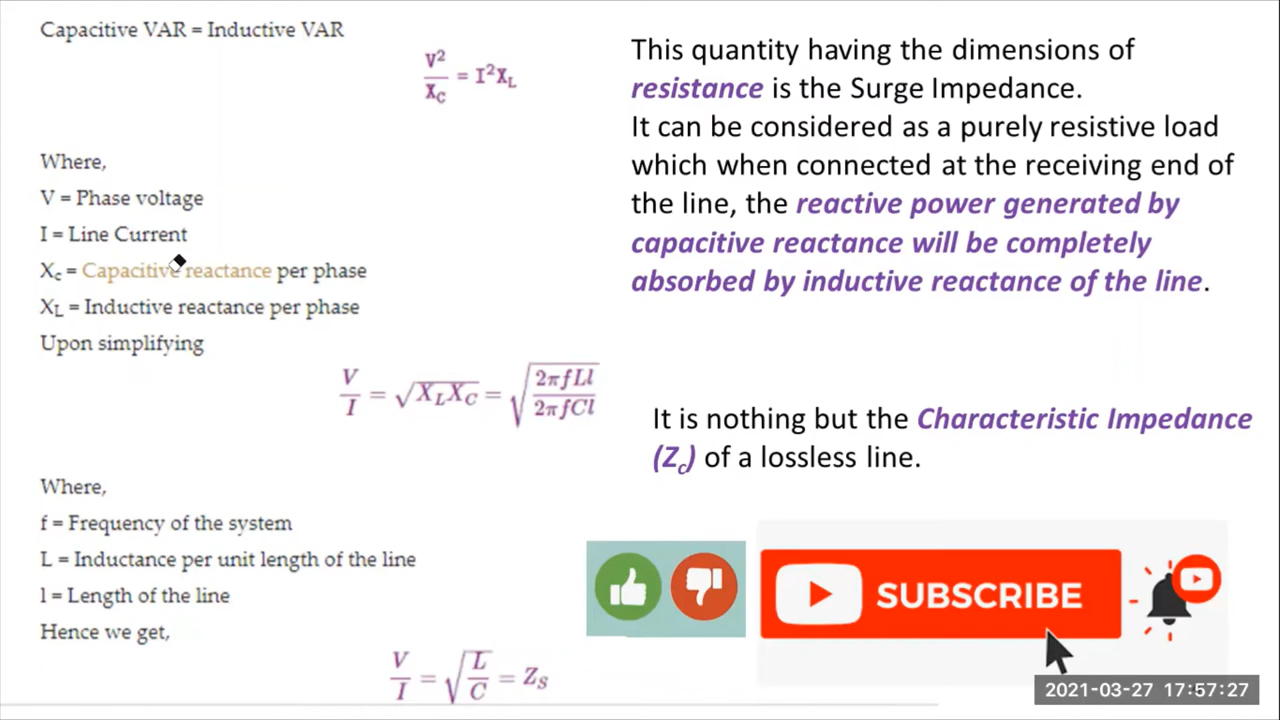 Capacitive VAR = Inductive VAR
V²/X_C = I²X_L
Where,
V = Phase voltage
I = Line Current
X_c = Capacitive reactance per phase
X_L = Inductive reactance per phase
Upon simplifying
V/I = √(X_L X_C) = √(2πfLl/2πfCl)
Where,
f = Frequency of the system
L = Inductance per unit length of the line
l = Length of the line
Hence we get,
V/I = √(L/C) = Z_S
This quantity having the dimensions of
resistance is the Surge Impedance.
It can be considered as a purely resistive load
which when connected at the receiving end of
the line, the reactive power generated by
capacitive reactance will be completely
absorbed by inductive reactance of the line.
It is nothing but the Characteristic Impedance
(Z_c) of a lossless line.
SUBSCRIBE
2021-03-27 17:57:27